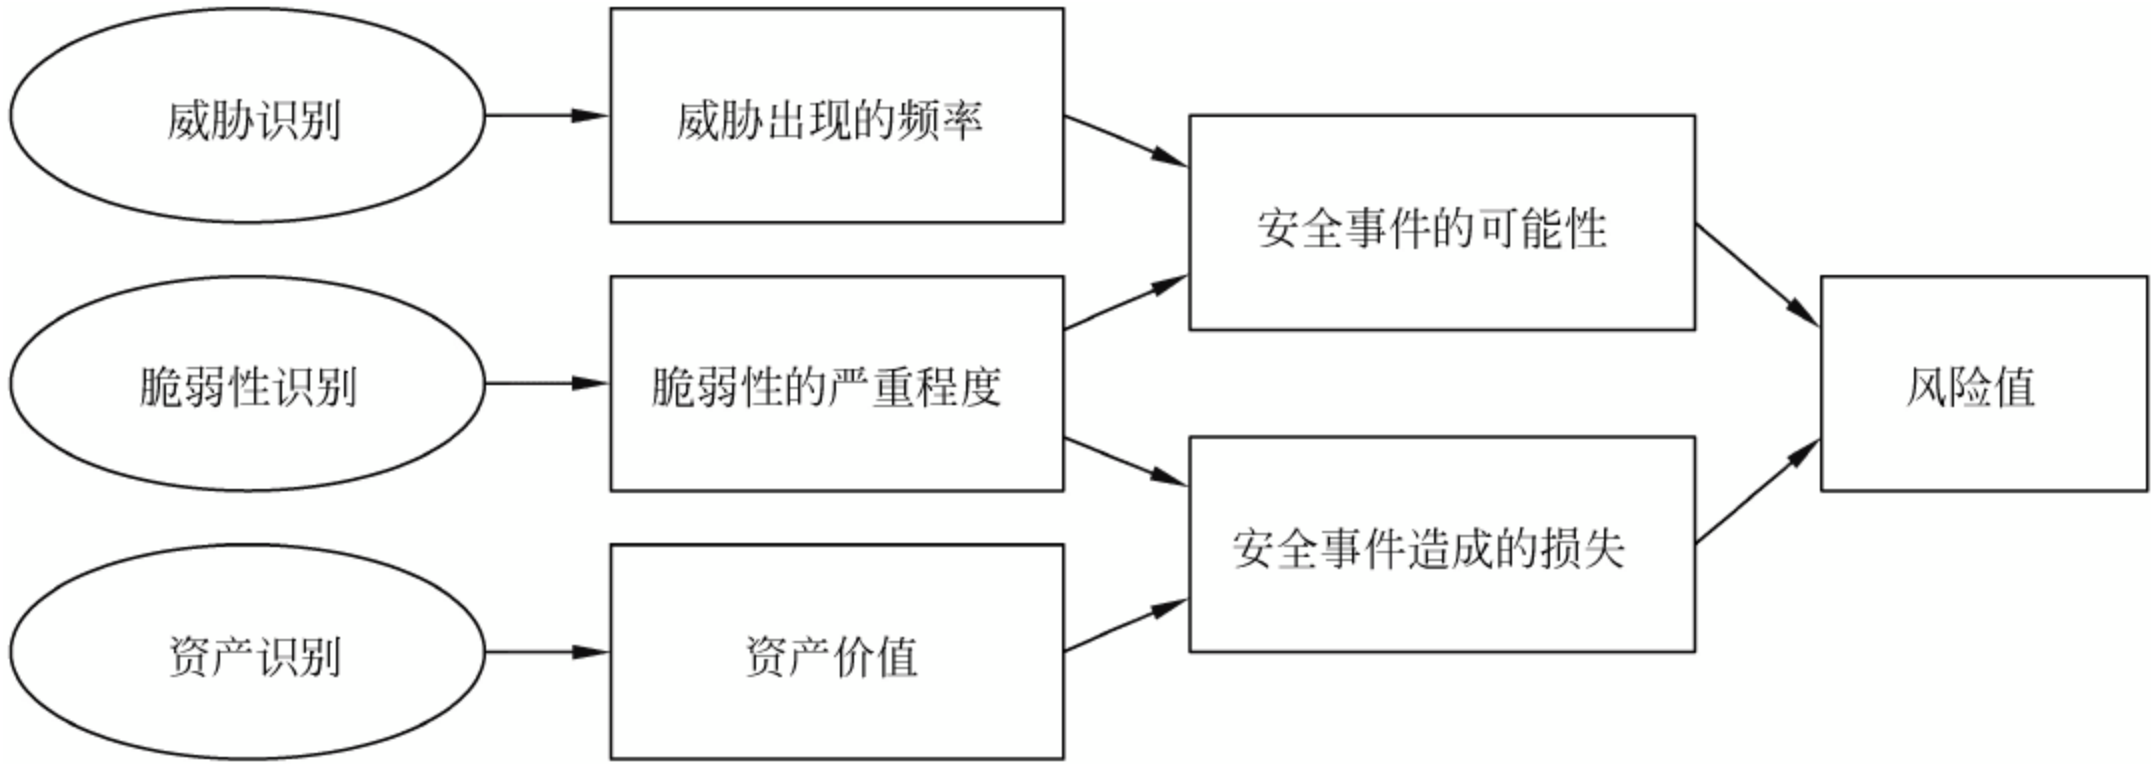 威胁识别
威胁出现的频率
安全事件的可能性
脆弱性识别
脆弱性的严重程度
风险值
安全事件造成的损失
资产识别
资产价值